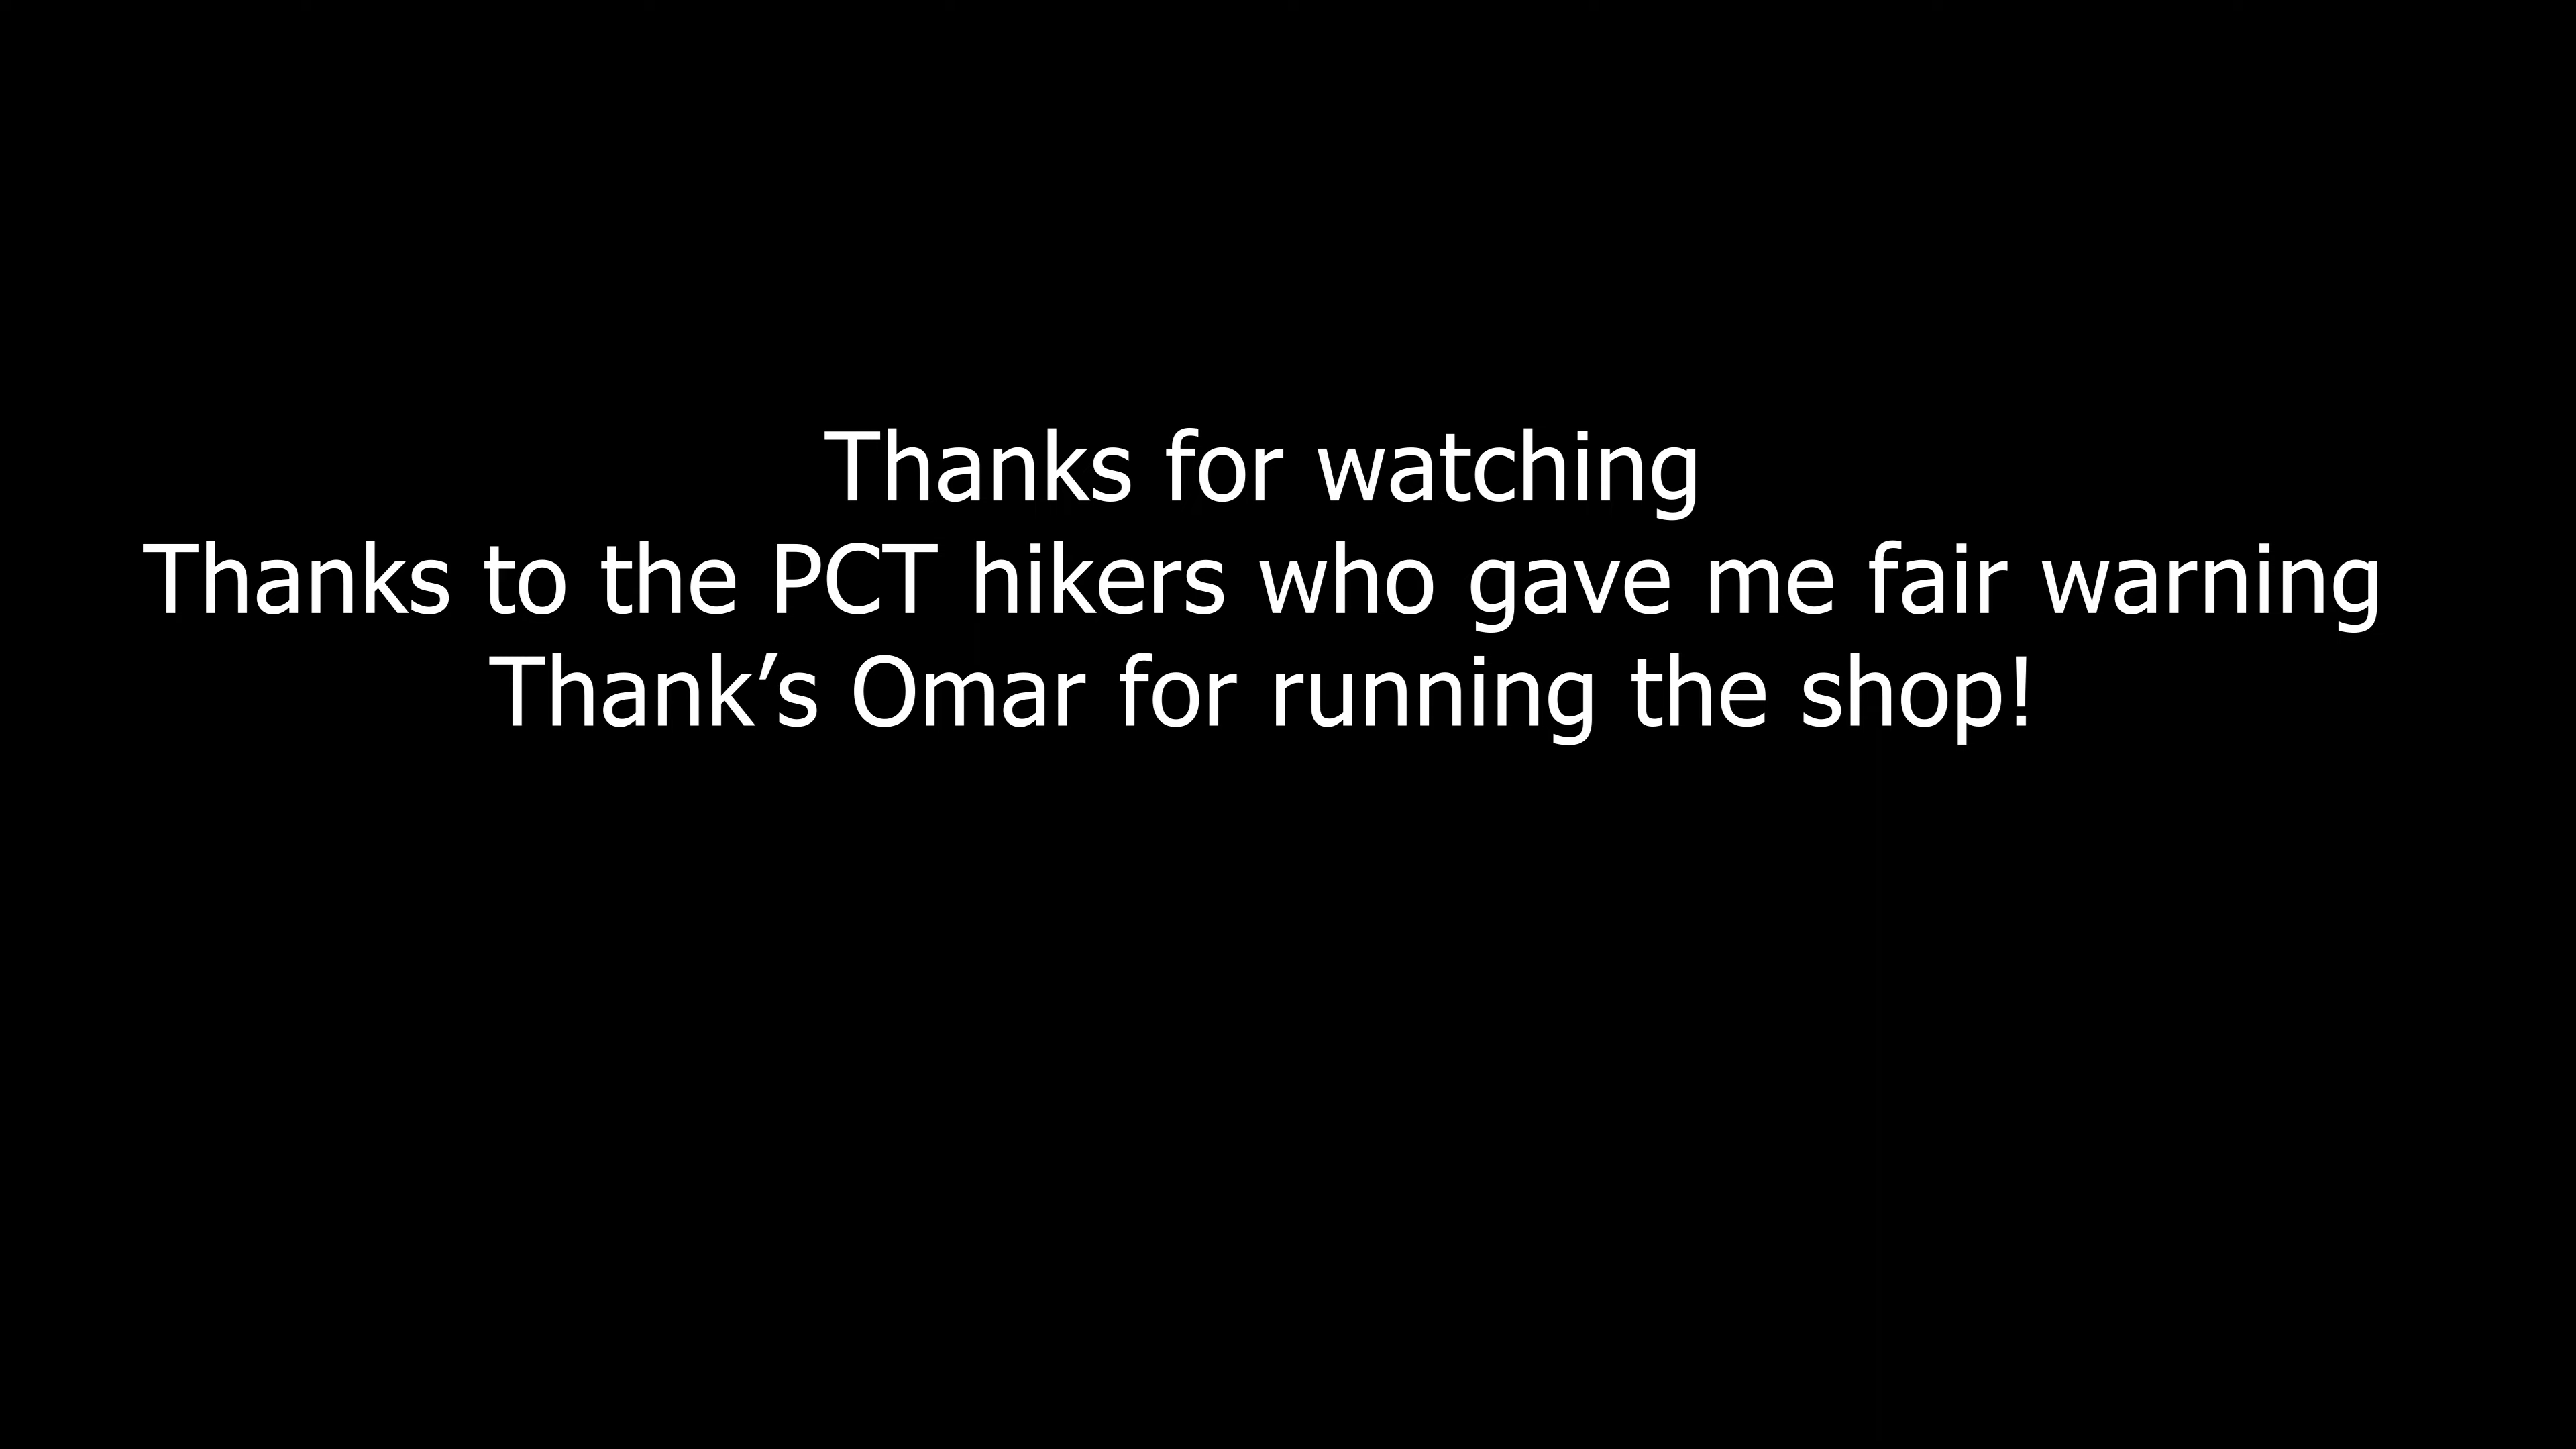 Thanks for watching
Thanks to the PCT hikers who gave me fair warning
Thank’s Omar for running the shop!